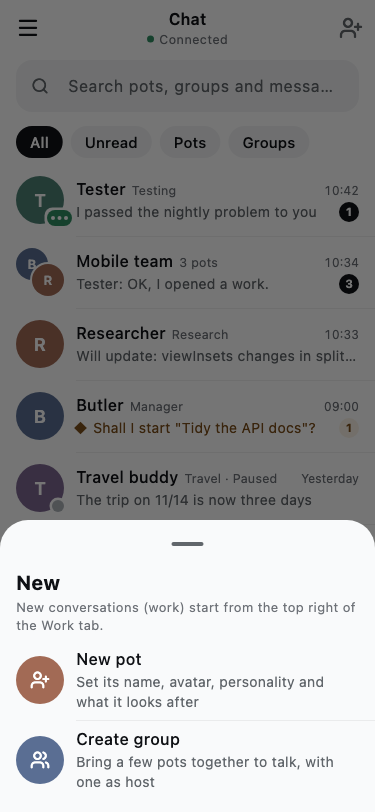 Chat
Connected
Search pots, groups and messa…
All
Unread
Pots
Groups
T
Tester Testing 10:42
I passed the nightly problem to you 1
B
R
Mobile team 3 pots 10:34
Tester: OK, I opened a work. 3
R
Researcher Research 10:33
Will update: viewInsets changes in split…
B
Butler Manager 09:00
Shall I start "Tidy the API docs"? 1
T
Travel buddy Travel · Paused Yesterday
The trip on 11/14 is now three days
New
New conversations (work) start from the top right of
the Work tab.
New pot
Set its name, avatar, personality and
what it looks after
Create group
Bring a few pots together to talk, with
one as host